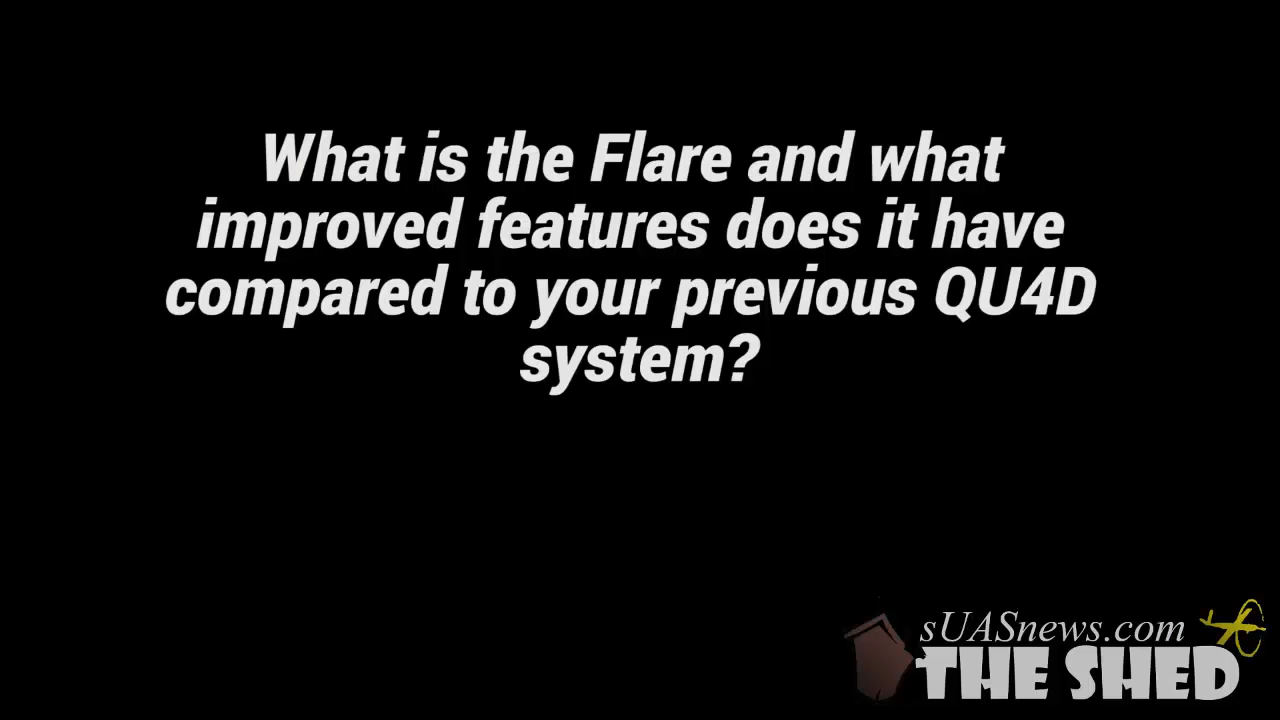 What is the Flare and what
improved features does it have
compared to your previous QU4D
system?
sUASnews.com
THE SHED